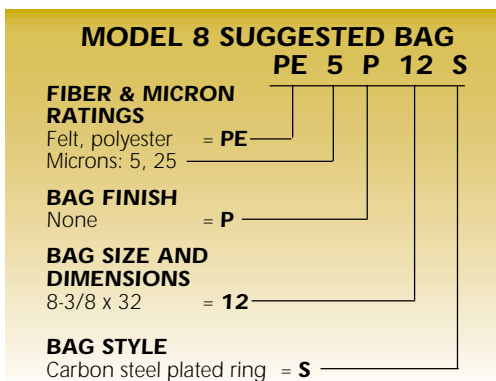 MODEL 8 SUGGESTED BAG
PE 5 P 12 S
FIBER & MICRON
RATINGS
Felt, polyester = PE
Microns: 5, 25
BAG FINISH
None = P
BAG SIZE AND
DIMENSIONS
8-3/8 x 32 = 12
BAG STYLE
Carbon steel plated ring = S